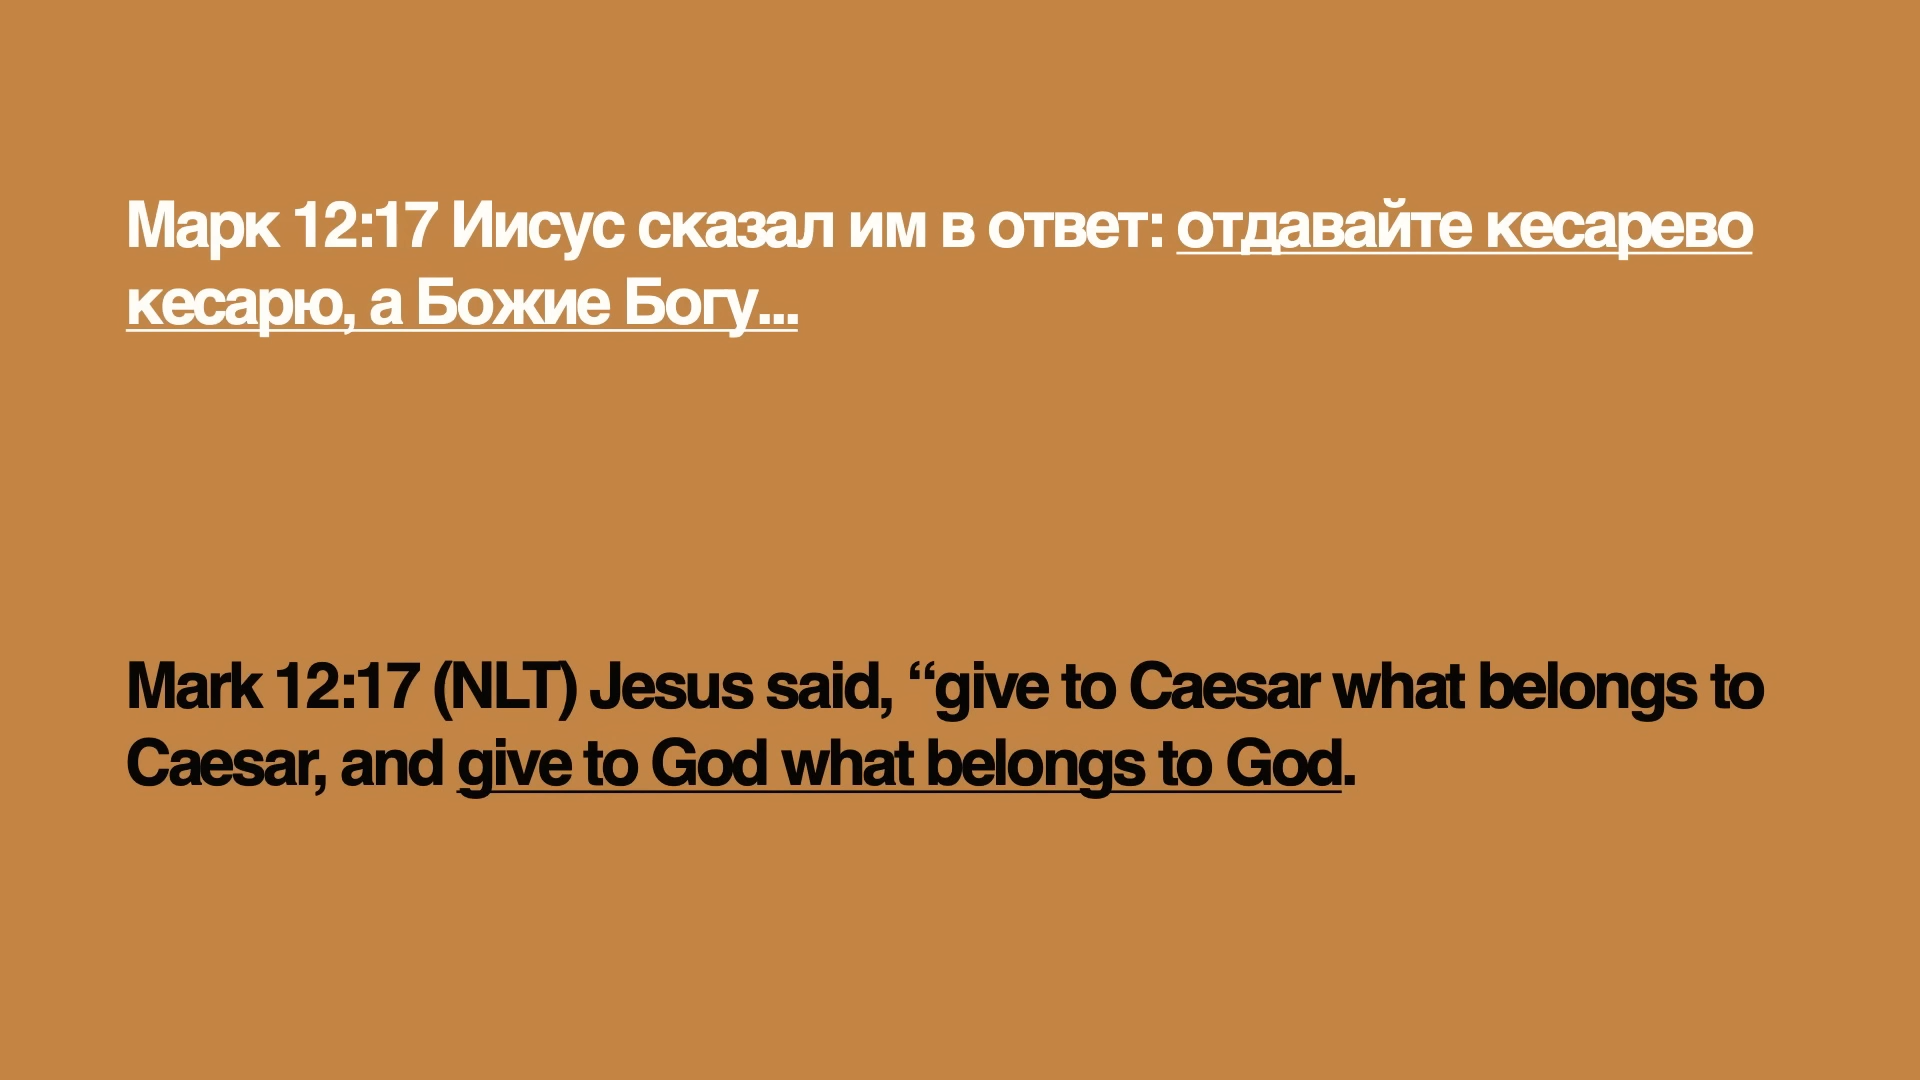 Марк 12:17 Иисус сказал им в ответ: отдавайте кесарево
кесарю, а Божие Богу...
Mark 12:17 (NLT) Jesus said, “give to Caesar what belongs to
Caesar, and give to God what belongs to God.